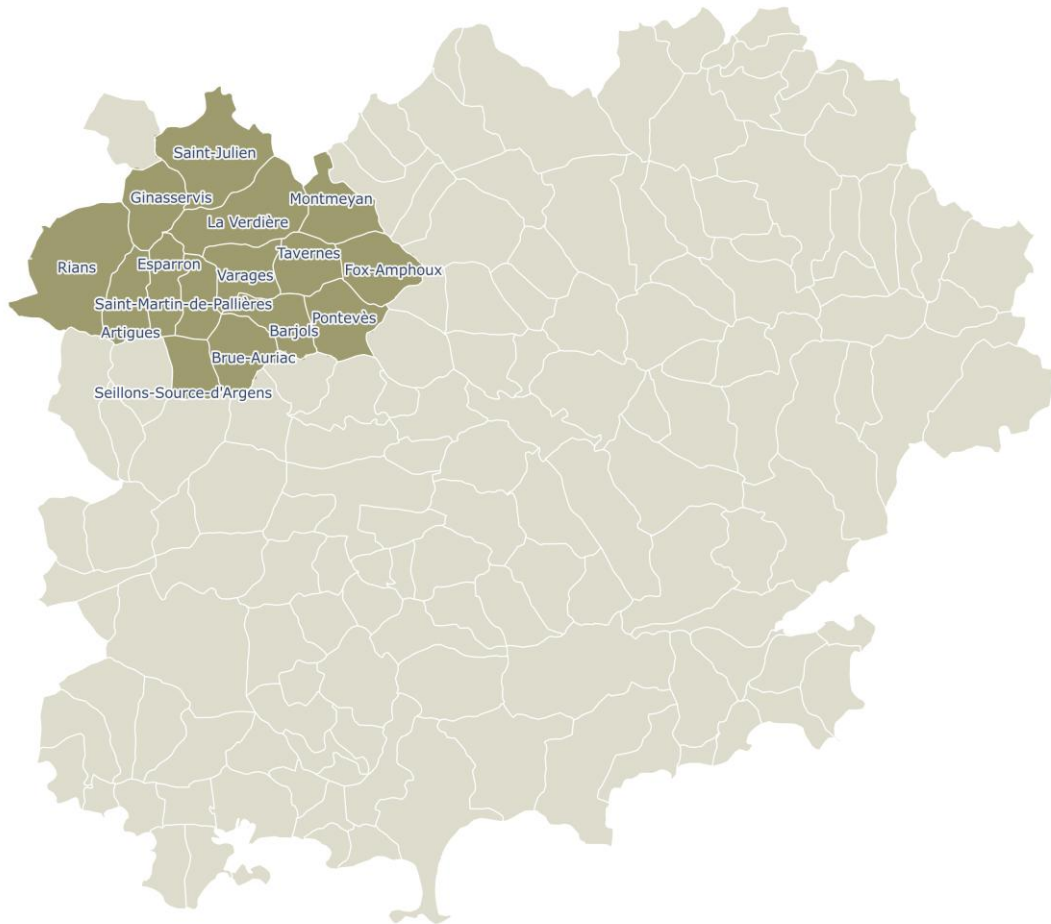 Saint-Julien
Ginasservis
Montmeyan
La Verdière
Tavernes
Rians
Esparron
Varages
Fox-Amphoux
Saint-Martin-de-Pallières
Pontevès
Artigues
Barjols
Brue-Auriac
Seillons-Source-d'Argens